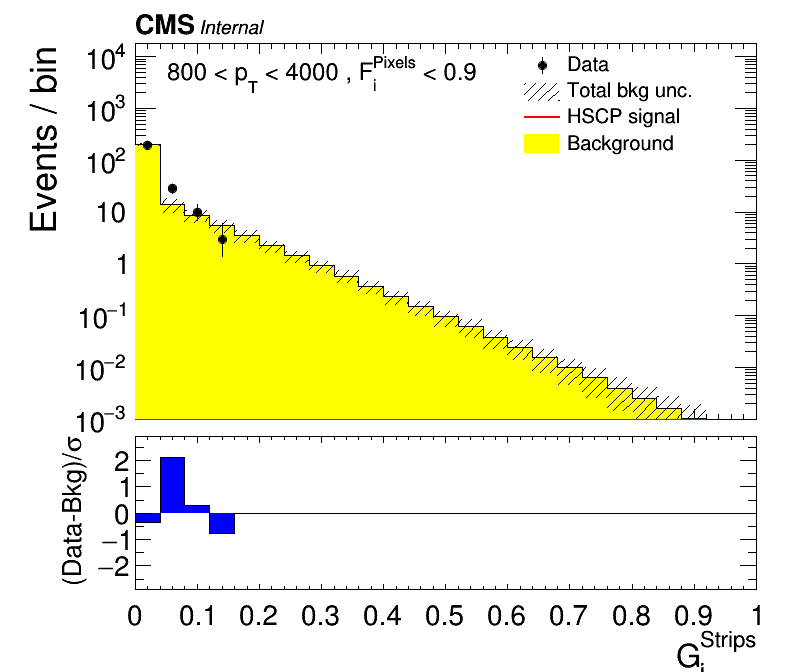 CMS Internal
800 < p_T < 4000 , F_i^Pixels < 0.9
Data
Total bkg unc.
HSCP signal
Background
Events / bin
10^4
10^3
10^2
10
1
10^−1
10^−2
10^−3
(Data-Bkg)/σ
2
1
0
−1
−2
0 0.1 0.2 0.3 0.4 0.5 0.6 0.7 0.8 0.9 1
G_i^Strips